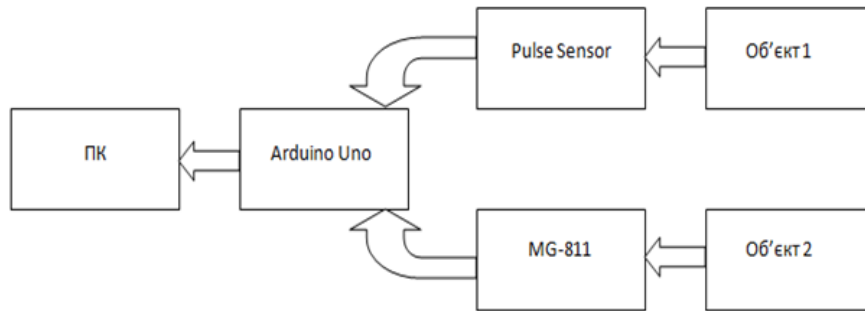 Pulse Sensor
Об'єкт 1
ПК
Arduino Uno
MG-811
Об'єкт 2